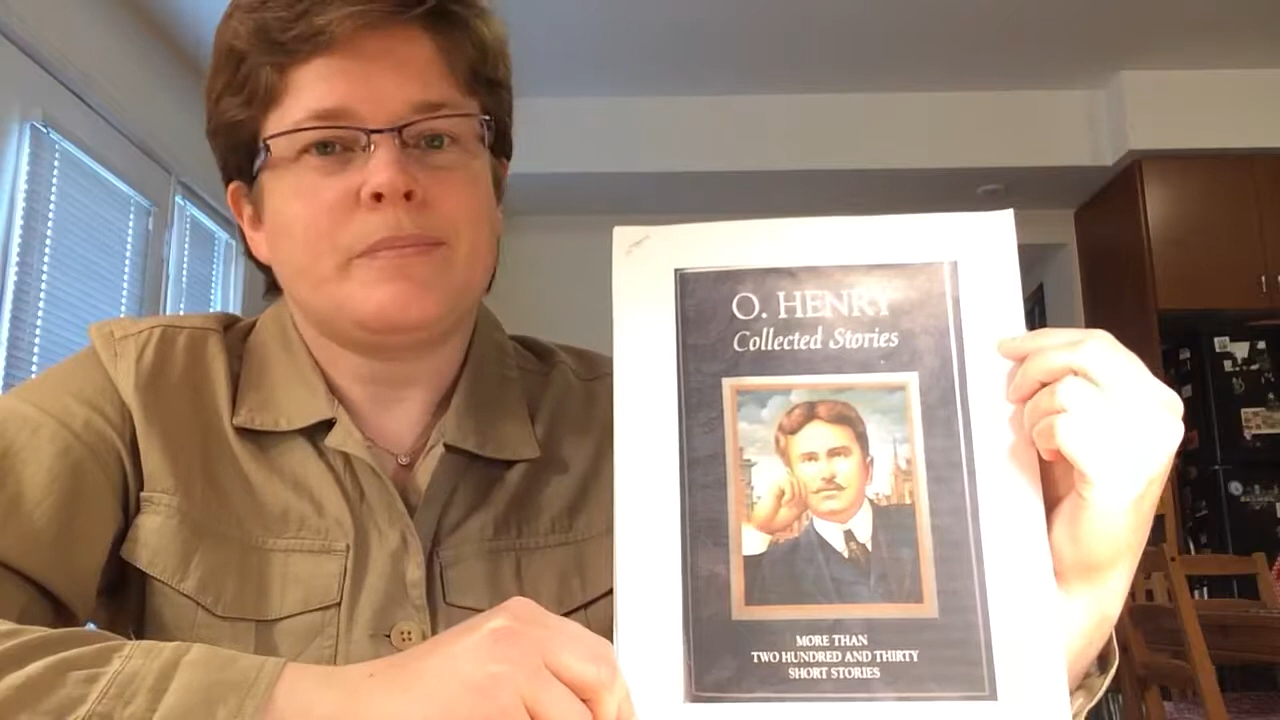 O. HENRY
Collected Stories
MORE THAN
TWO HUNDRED AND THIRTY
SHORT STORIES